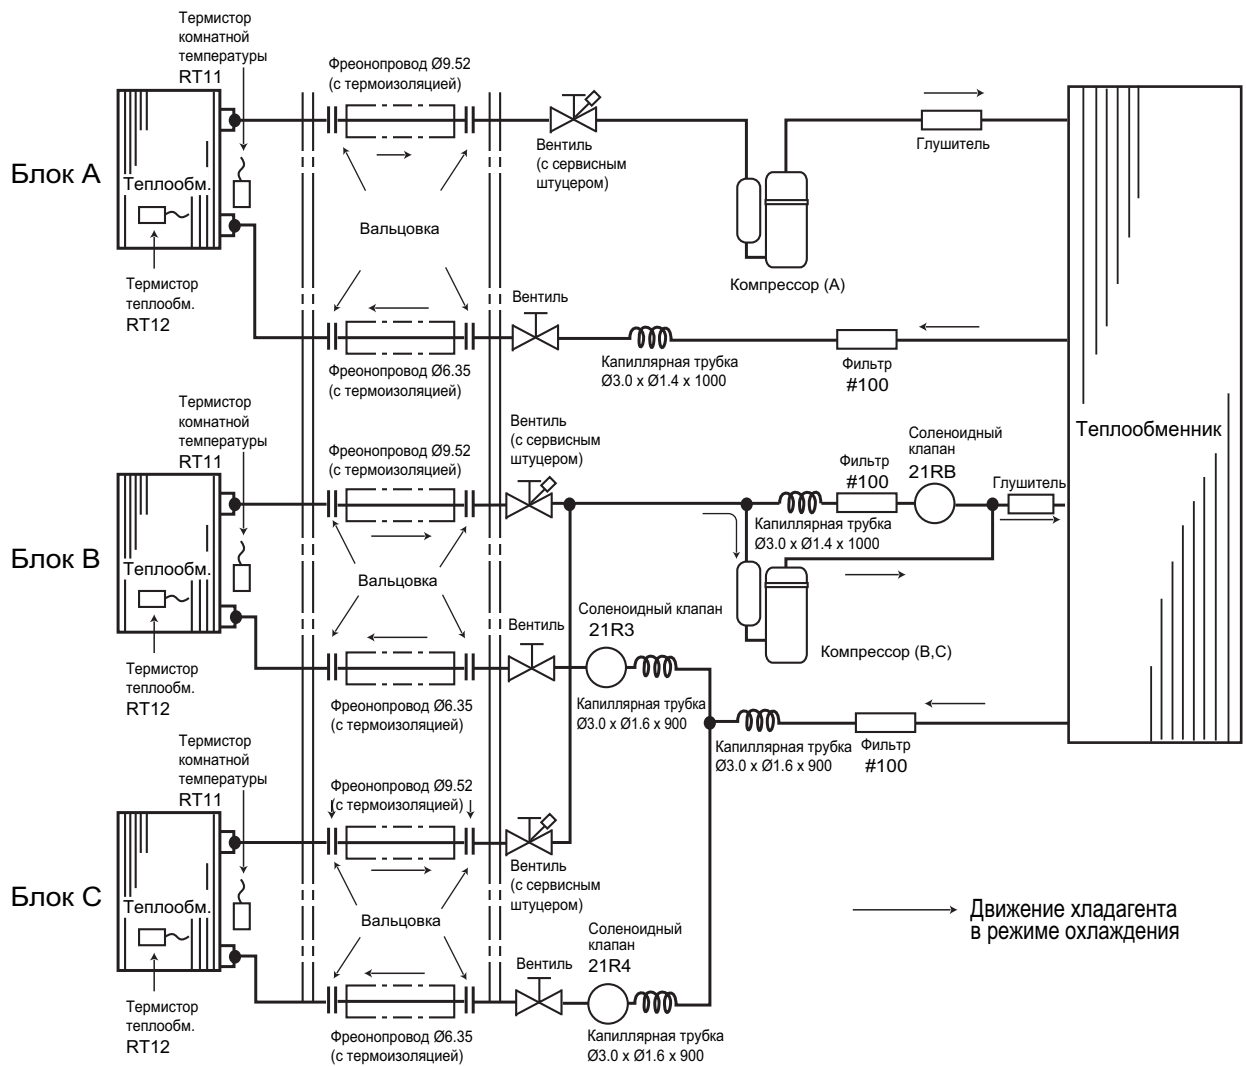 Термистор
комнатной
температуры
RT11
Фреонопровод Ø9.52
(с термоизоляцией)
Вентиль
(с сервисным
штуцером)
Глушитель
Блок A
Теплообм.
Вальцовка
Компрессор (A)
Термистор
теплообм.
RT12
Вентиль
Фреонопровод Ø6.35
(с термоизоляцией)
Капиллярная трубка
Ø3.0 x Ø1.4 x 1000
Фильтр
#100
Теплообменник
Термистор
комнатной
температуры
RT11
Фреонопровод Ø9.52
(с термоизоляцией)
Вентиль
(с сервисным
штуцером)
Фильтр
#100
Соленоидный
клапан
21RB
Глушитель
Капиллярная трубка
Ø3.0 x Ø1.4 x 1000
Блок B
Теплообм.
Вальцовка
Соленоидный клапан
21R3
Вентиль
Компрессор (B,C)
Термистор
теплообм.
RT12
Фреонопровод Ø6.35
(с термоизоляцией)
Капиллярная трубка
Ø3.0 x Ø1.6 x 900
Капиллярная трубка
Ø3.0 x Ø1.6 x 900
Фильтр
#100
Термистор
комнатной
температуры
RT11
Фреонопровод Ø9.52
(с термоизоляцией)
Вентиль
(с сервисным
штуцером)
Блок C
Теплообм.
Вальцовка
Соленоидный
клапан
21R4
Вентиль
Термистор
теплообм.
RT12
Фреонопровод Ø6.35
(с термоизоляцией)
Капиллярная трубка
Ø3.0 x Ø1.6 x 900
Движение хладагента
в режиме охлаждения